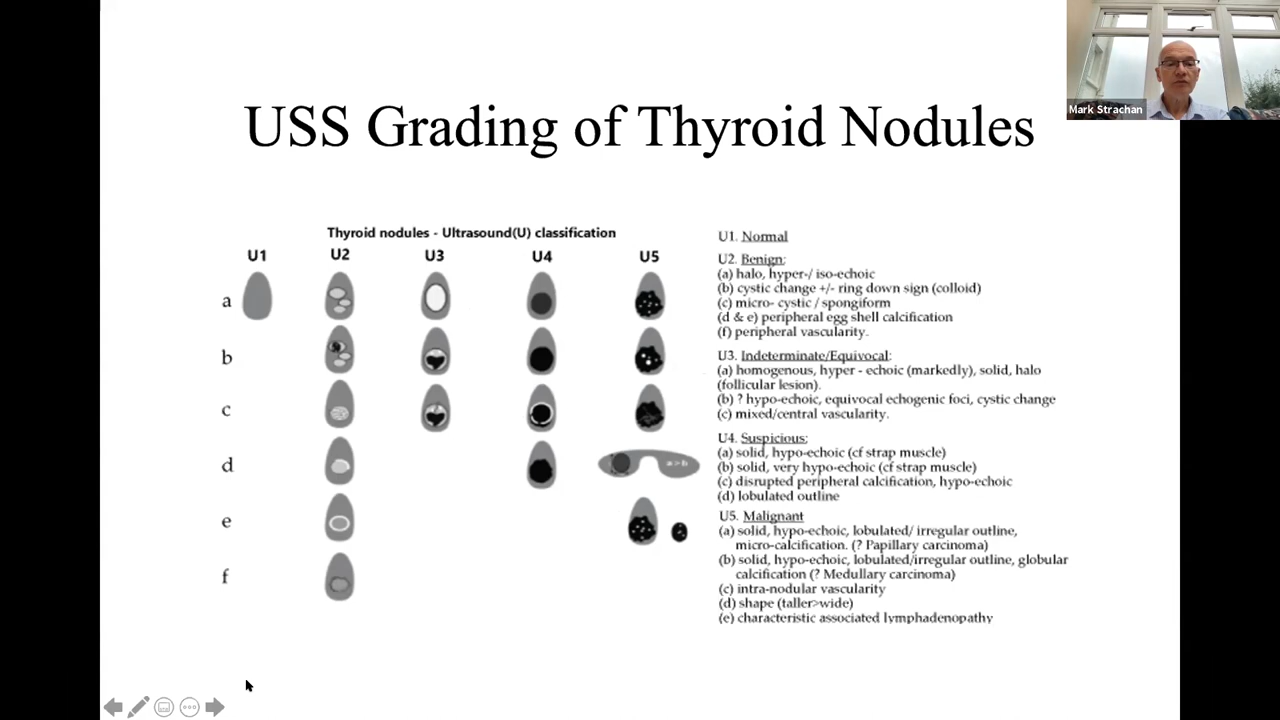 Mark Strachan
USS Grading of Thyroid Nodules
Thyroid nodules - Ultrasound(U) classification
U1 U2 U3 U4 U5
a
b
c
d
a > b
e
f
U1. Normal
U2. Benign:
(a) halo, hyper-/ iso-echoic
(b) cystic change +/- ring down sign (colloid)
(c) micro- cystic / spongiform
(d & e) peripheral egg shell calcification
(f) peripheral vascularity.
U3. Indeterminate/Equivocal:
(a) homogenous, hyper - echoic (markedly), solid, halo
(follicular lesion).
(b) ? hypo-echoic, equivocal echogenic foci, cystic change
(c) mixed/central vascularity.
U4. Suspicious:
(a) solid, hypo-echoic (cf strap muscle)
(b) solid, very hypo-echoic (cf strap muscle)
(c) disrupted peripheral calcification, hypo-echoic
(d) lobulated outline
U5. Malignant
(a) solid, hypo-echoic, lobulated/ irregular outline,
micro-calcification. (? Papillary carcinoma)
(b) solid, hypo-echoic, lobulated/irregular outline, globular
calcification (? Medullary carcinoma)
(c) intra-nodular vascularity
(d) shape (taller>wide)
(e) characteristic associated lymphadenopathy